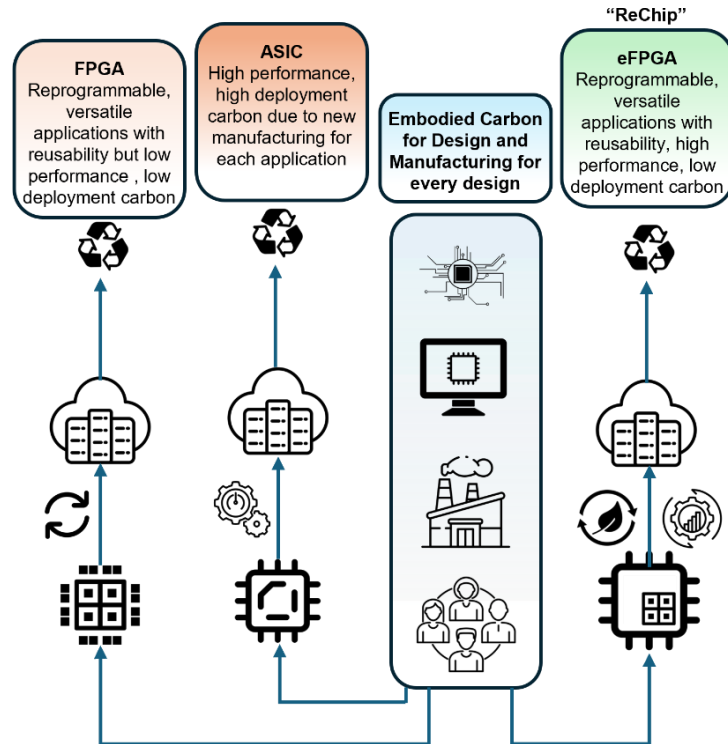 FPGA
Reprogrammable,
versatile
applications with
reusability but low
performance , low
deployment carbon
ASIC
High performance,
high deployment
carbon due to new
manufacturing for
each application
Embodied Carbon
for Design and
Manufacturing for
every design
“ReChip”
eFPGA
Reprogrammable,
versatile
applications with
reusability, high
performance, low
deployment carbon